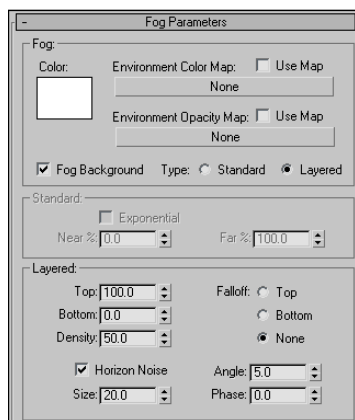 - Fog Parameters
Fog:
Color: Environment Color Map: Use Map
None
Environment Opacity Map: Use Map
None
Fog Background Type: Standard Layered
Standard:
Exponential
Near %: 0.0 Far %: 100.0
Layered:
Top: 100.0 Falloff: Top
Bottom: 0.0 Bottom
Density: 50.0 None
Horizon Noise Angle: 5.0
Size: 20.0 Phase: 0.0